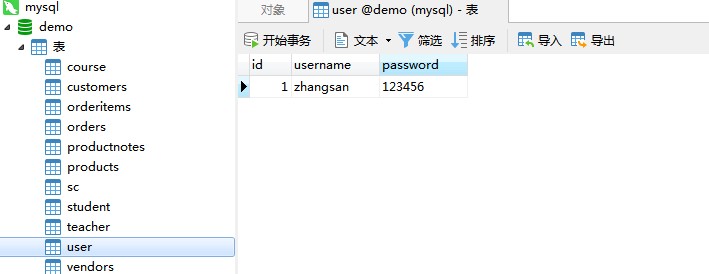 mysql
demo
表
course
customers
orderitems
orders
productnotes
products
sc
student
teacher
user
vendors
对象
user @demo (mysql) - 表
开始事务 文本 筛选 排序 导入 导出
id username password
1 zhangsan 123456